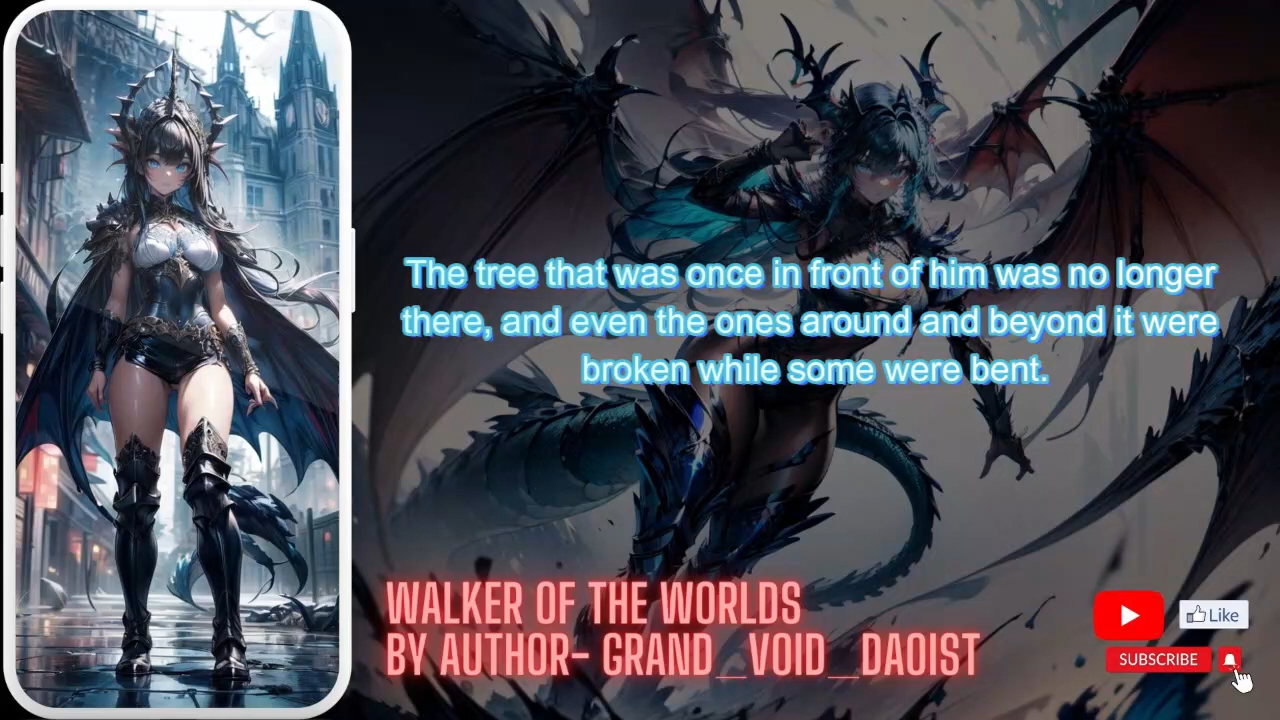 The tree that was once in front of him was no longer
there, and even the ones around and beyond it were
broken while some were bent.
WALKER OF THE WORLDS
BY AUTHOR- GRAND_VOID_DAOIST
Like
SUBSCRIBE